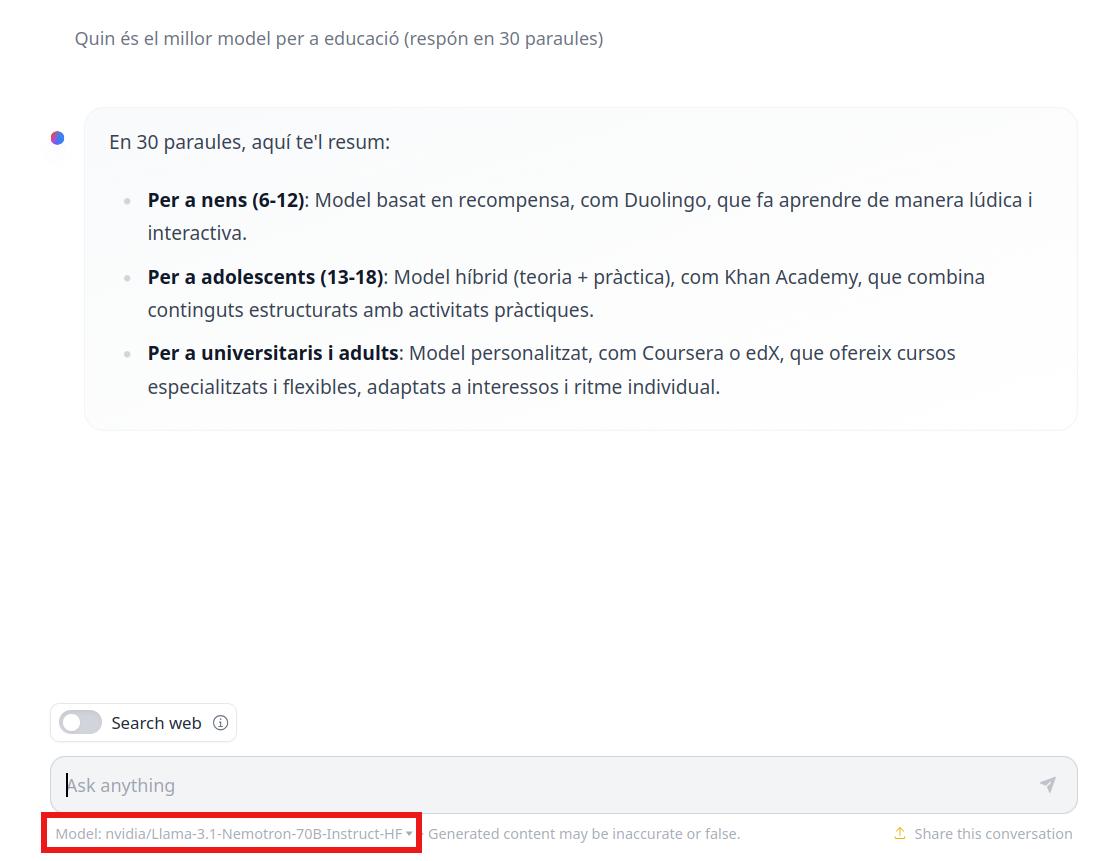 Quin és el millor model per a educació (respón en 30 paraules)
En 30 paraules, aquí te'l resum:
Per a nens (6-12): Model basat en recompensa, com Duolingo, que fa aprendre de manera lúdica i
interactiva.
Per a adolescents (13-18): Model híbrid (teoria + pràctica), com Khan Academy, que combina
continguts estructurats amb activitats pràctiques.
Per a universitaris i adults: Model personalitzat, com Coursera o edX, que ofereix cursos
especialitzats i flexibles, adaptats a interessos i ritme individual.
Search web
Ask anything
Model: nvidia/Llama-3.1-Nemotron-70B-Instruct-HF · Generated content may be inaccurate or false. Share this conversation